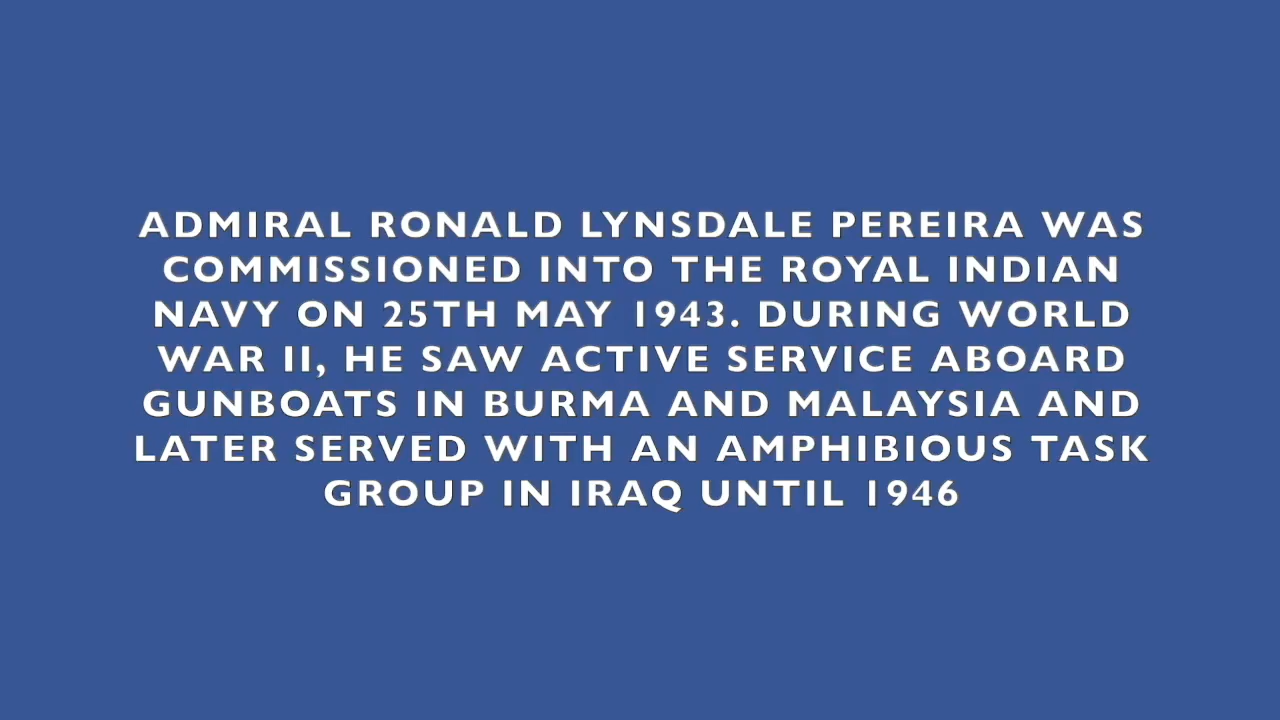 ADMIRAL RONALD LYNSDALE PEREIRA WAS
COMMISSIONED INTO THE ROYAL INDIAN
NAVY ON 25TH MAY 1943. DURING WORLD
WAR II, HE SAW ACTIVE SERVICE ABOARD
GUNBOATS IN BURMA AND MALAYSIA AND
LATER SERVED WITH AN AMPHIBIOUS TASK
GROUP IN IRAQ UNTIL 1946